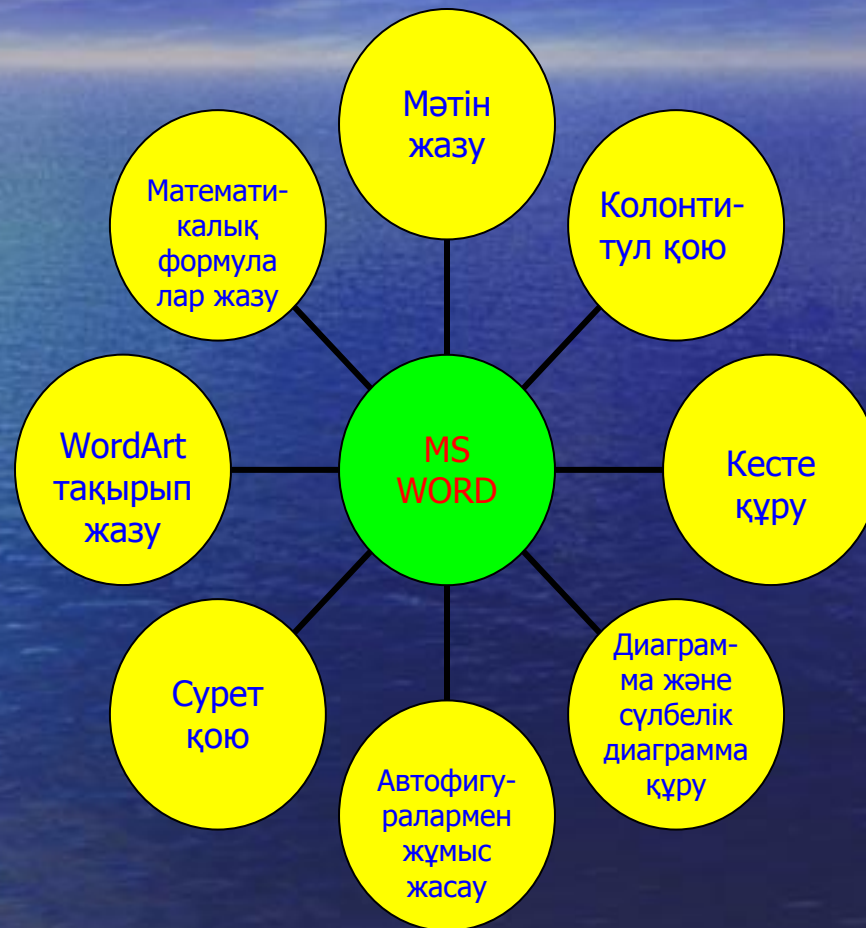 Мәтін
жазу
Колонти-
тул қою
Кесте
құру
Диаграм-
ма және
сүлбелік
диаграмма
құру
Автофигу-
ралармен
жұмыс
жасау
Сурет
қою
WordArt
тақырып
жазу
Математи-
калық
формула
лар жазу
MS
WORD